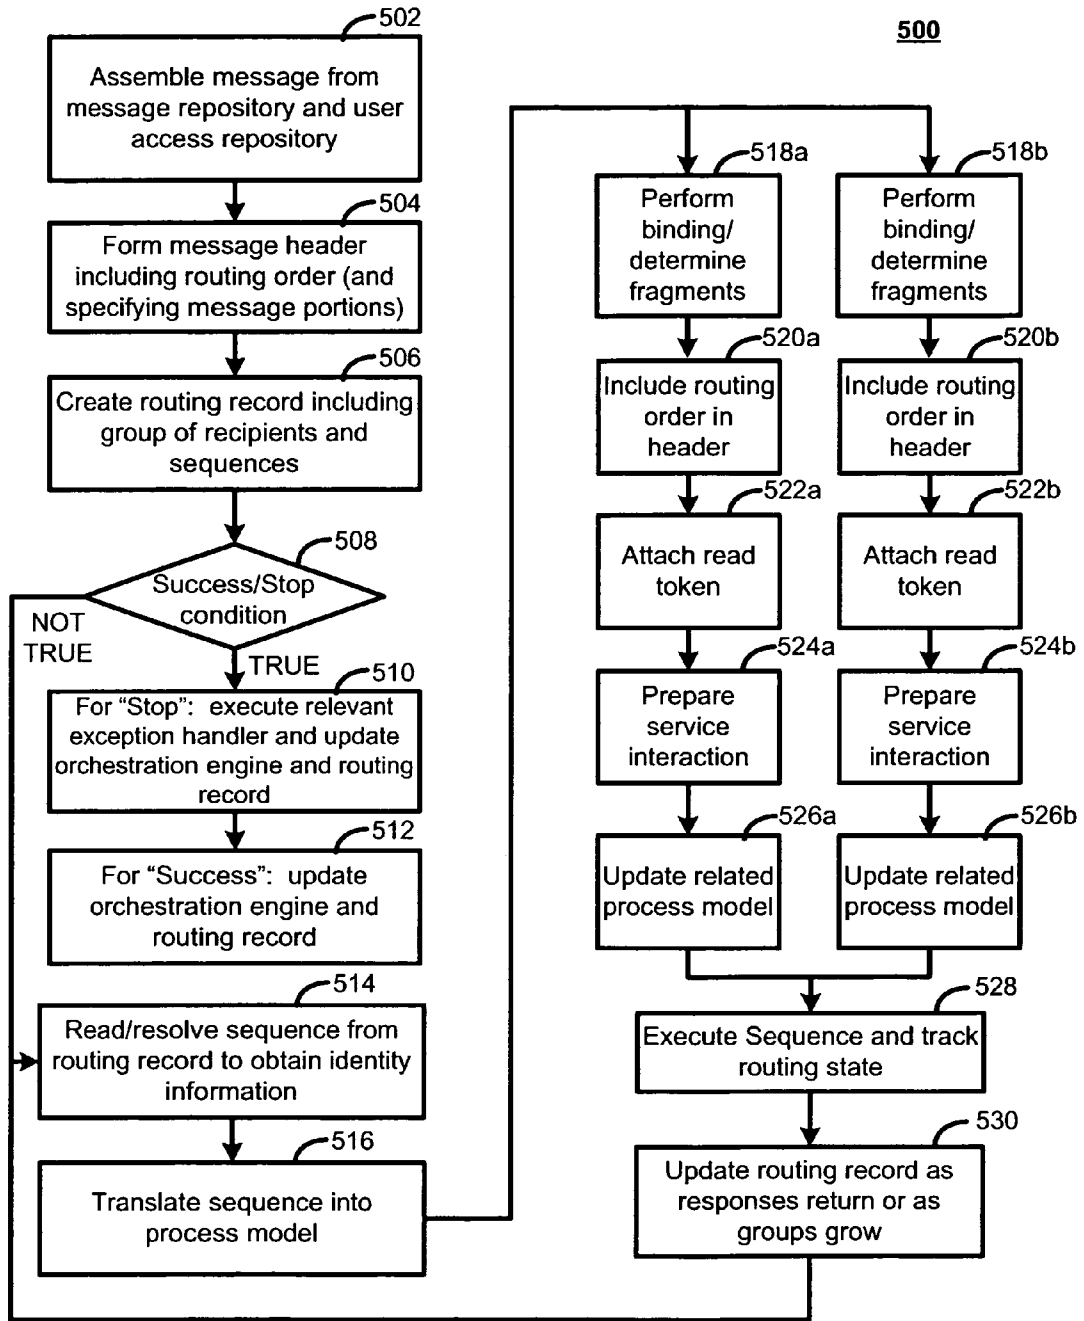 500
502
Assemble message from
message repository and user
access repository
504
Form message header
including routing order (and
specifying message portions)
506
Create routing record including
group of recipients and
sequences
508
Success/Stop
condition
NOT
TRUE
TRUE
510
For “Stop”: execute relevant
exception handler and update
orchestration engine and routing
record
512
For “Success”: update
orchestration engine and
routing record
514
Read/resolve sequence from
routing record to obtain identity
information
516
Translate sequence into
process model
518a
Perform
binding/
determine
fragments
520a
Include routing
order in
header
522a
Attach read
token
524a
Prepare
service
interaction
526a
Update related
process model
518b
Perform
binding/
determine
fragments
520b
Include routing
order in
header
522b
Attach read
token
524b
Prepare
service
interaction
526b
Update related
process model
528
Execute Sequence and track
routing state
530
Update routing record as
responses return or as
groups grow